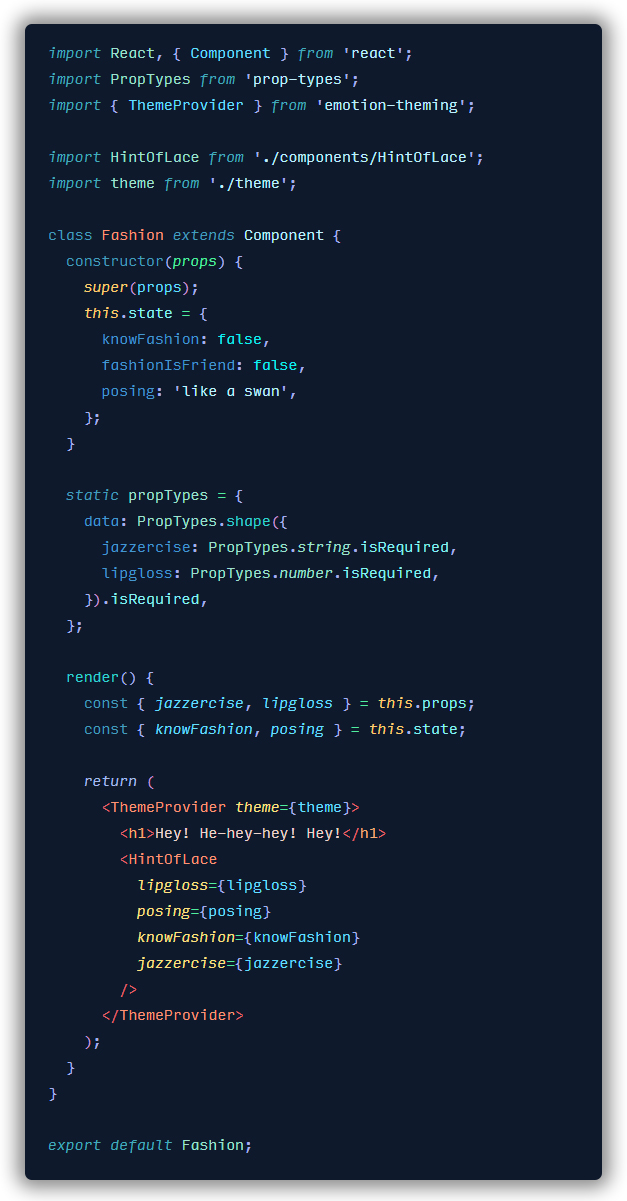 import React, { Component } from 'react';
import PropTypes from 'prop-types';
import { ThemeProvider } from 'emotion-theming';

import HintOfLace from './components/HintOfLace';
import theme from './theme';

class Fashion extends Component {
  constructor(props) {
    super(props);
    this.state = {
      knowFashion: false,
      fashionIsFriend: false,
      posing: 'like a swan',
    };
  }

  static propTypes = {
    data: PropTypes.shape({
      jazzercise: PropTypes.string.isRequired,
      lipgloss: PropTypes.number.isRequired,
    }).isRequired,
  };

  render() {
    const { jazzercise, lipgloss } = this.props;
    const { knowFashion, posing } = this.state;

    return (
      <ThemeProvider theme={theme}>
        <h1>Hey! He-hey-hey! Hey!</h1>
        <HintOfLace
          lipgloss={lipgloss}
          posing={posing}
          knowFashion={knowFashion}
          jazzercise={jazzercise}
        />
      </ThemeProvider>
    );
  }
}

export default Fashion;